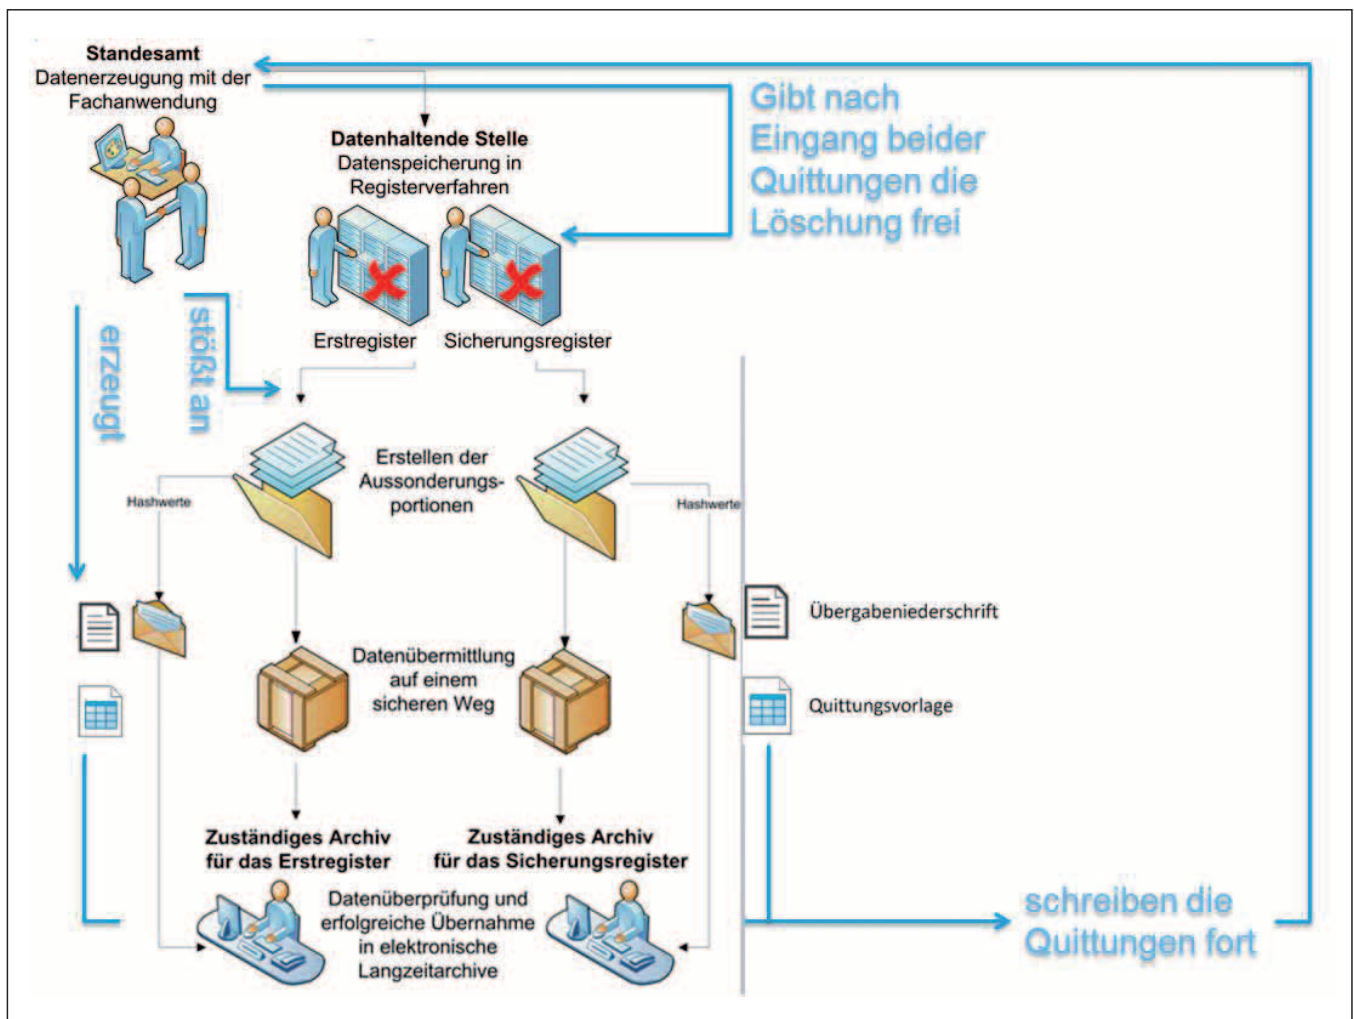 Standesamt
Datenerzeugung mit der
Fachanwendung
Gibt nach
Eingang beider
Quittungen die
Löschung frei
Datenhaltende Stelle
Datenspeicherung in
Registerverfahren
Erstregister
Sicherungsregister
erzeugt
stößt an
Erstellen der
Aussonderungs-
portionen
Hashwerte
Hashwerte
Übergabeniederschrift
Datenübermittlung
auf einem
sicheren Weg
Quittungsvorlage
Zuständiges Archiv
für das Erstregister
Zuständiges Archiv
für das Sicherungsregister
Datenüberprüfung und
erfolgreiche Übernahme
in elektronische
Langzeitarchive
schreiben die
Quittungen fort